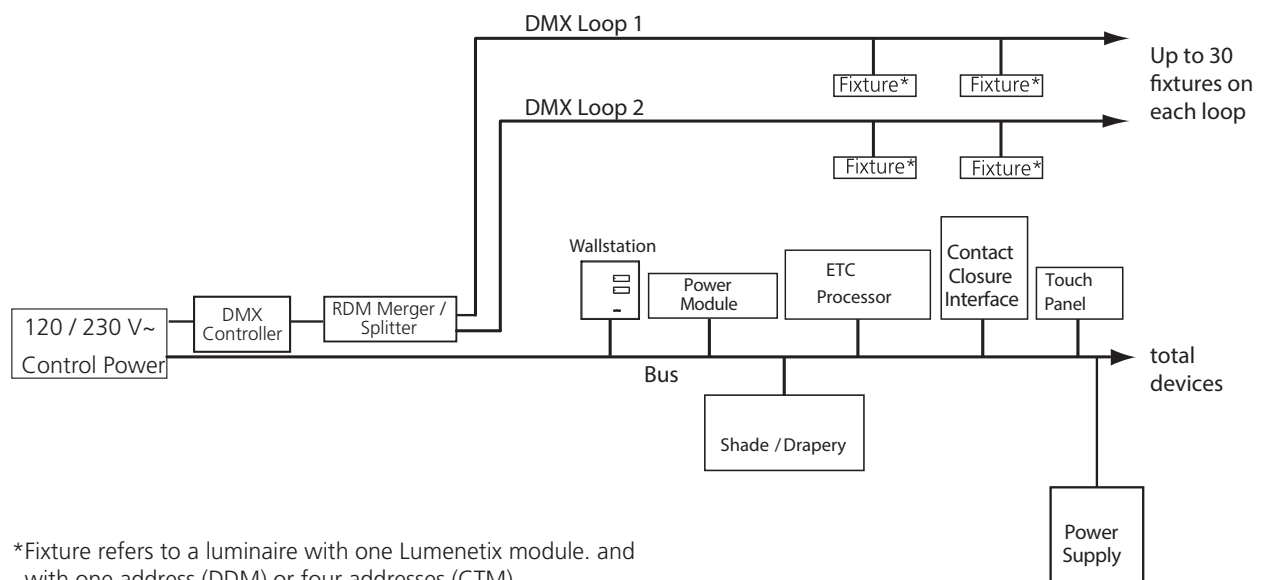 DMX Loop 1
Up to 30
fixtures on
each loop
Fixture*
Fixture*
DMX Loop 2
Fixture*
Fixture*
Wallstation
Power
Module
ETC
Processor
Contact
Closure
Interface
Touch
Panel
120 / 230 V~
Control Power
DMX
Controller
RDM Merger /
Splitter
Bus
total
devices
Shade / Drapery
Power
Supply
*Fixture refers to a luminaire with one Lumenetix module. and
with one address (DDM) or four addresses (CTM)